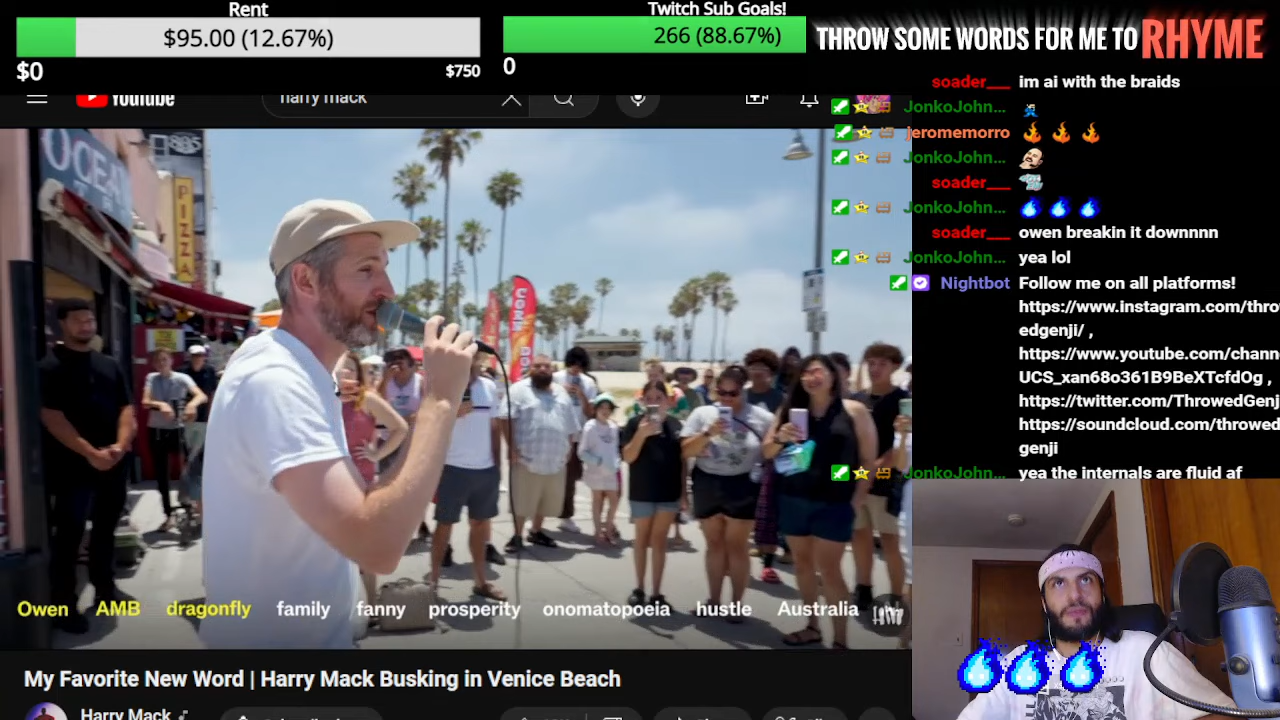 Rent
$95.00 (12.67%)
$0
$750
Twitch Sub Goals!
266 (88.67%)
0
THROW SOME WORDS FOR ME TO RHYME
YouTube
harry mack
OCEAN
PIZZA
soader___ im ai with the braids
JonkoJohn...
jeromemorro
JonkoJohn...
soader___
JonkoJohn...
soader___ owen breakin it downnnn
JonkoJohn... yea lol
Nightbot Follow me on all platforms!
https://www.instagram.com/thro
edgenji/ ,
https://www.youtube.com/chann
UCS_xan68o361B9BeXTcfdOg ,
https://twitter.com/ThrowedGenj
https://soundcloud.com/throwed
genji
JonkoJohn... yea the internals are fluid af
Owen AMB dragonfly family fanny prosperity onomatopoeia hustle Australia
My Favorite New Word | Harry Mack Busking in Venice Beach
Harry Mack